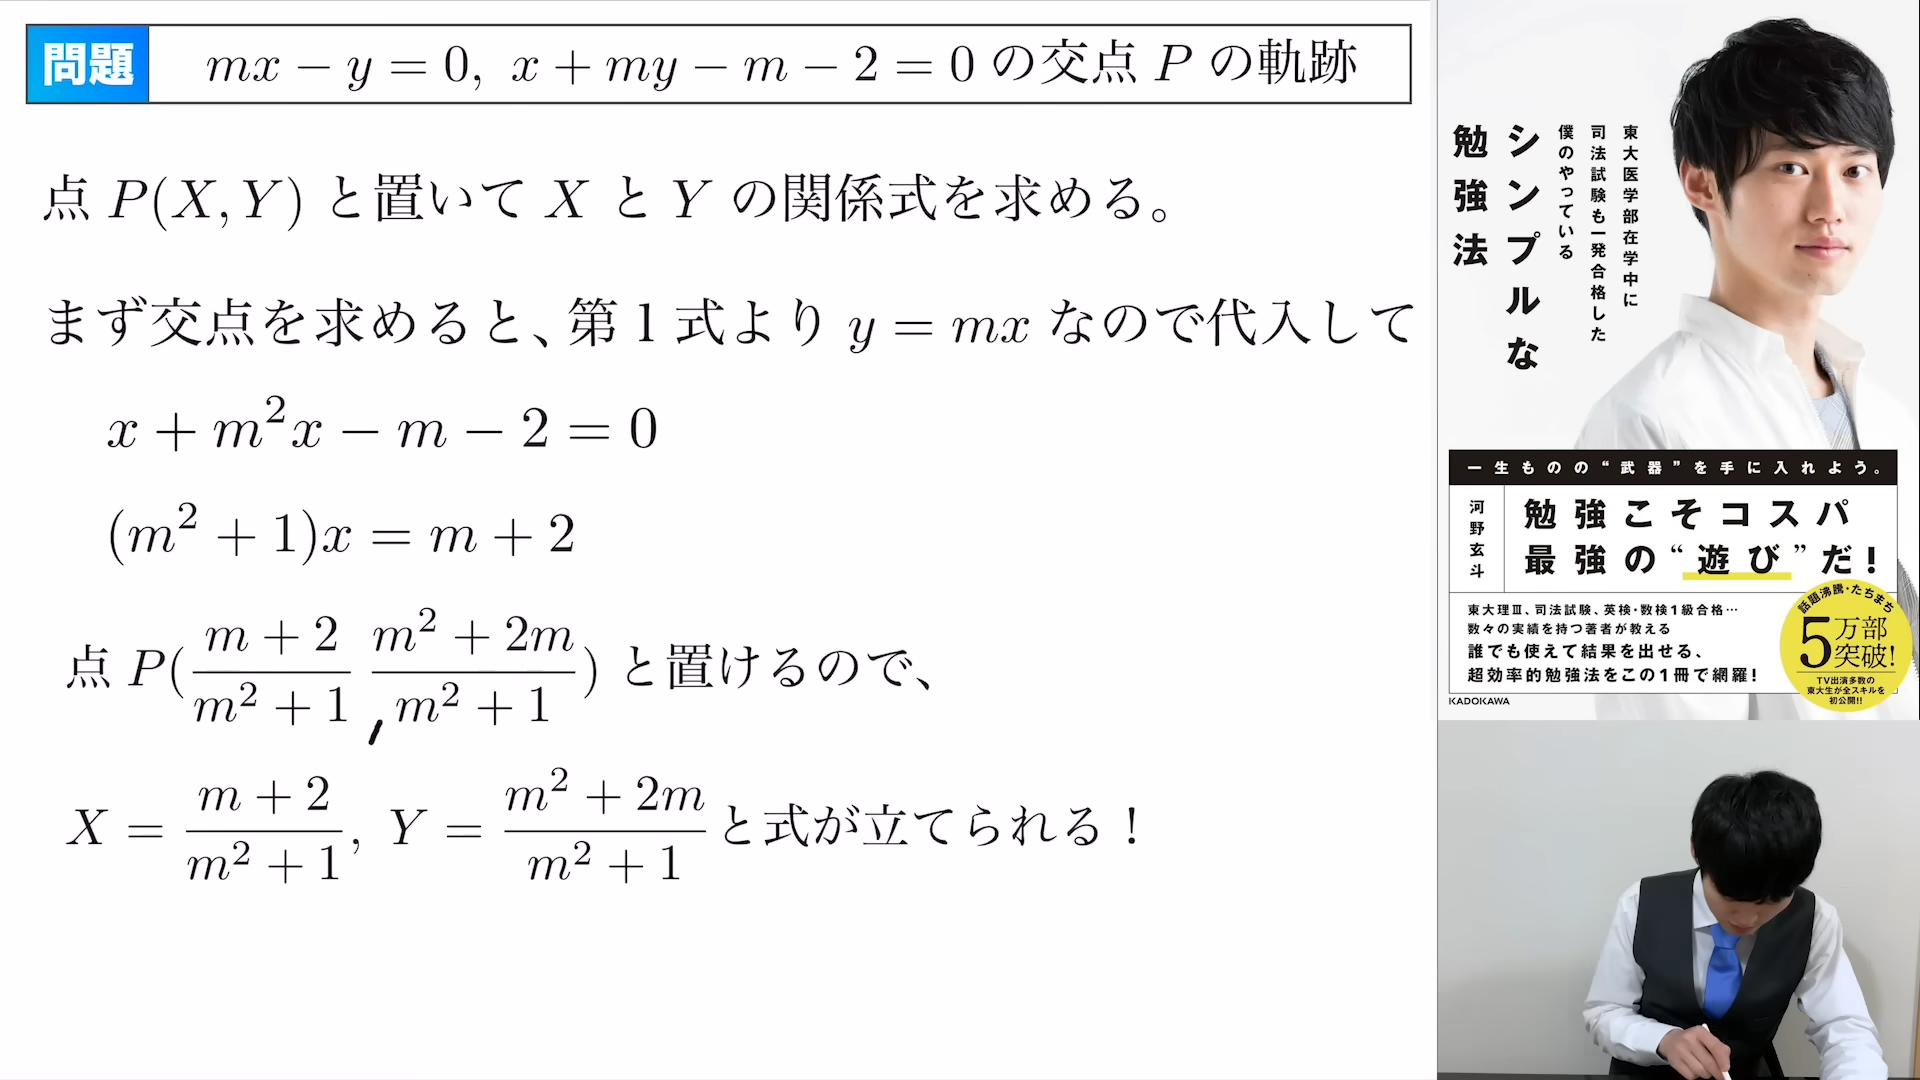 問題 mx − y = 0, x + my − m − 2 = 0 の交点 P の軌跡
点 P(X, Y) と置いて X と Y の関係式を求める。
まず交点を求めると、第 1 式より y = mx なので代入して
x + m²x − m − 2 = 0
(m² + 1)x = m + 2
点 P((m + 2)/(m² + 1), (m² + 2m)/(m² + 1)) と置けるので、
X = (m + 2)/(m² + 1), Y = (m² + 2m)/(m² + 1) と式が立てられる！
東大医学部在学中に
司法試験も一発合格した
僕のやっている
シンプルな
勉強法
一生ものの“武器”を手に入れよう。
河野玄斗
勉強こそコスパ
最強の“遊び”だ！
東大理Ⅲ、司法試験、英検・数検1級合格…
数々の実績を持つ著者が教える
誰でも使えて結果を出せる、
超効率的勉強法をこの1冊で網羅！
話題沸騰・たちまち
5万部突破！
TV出演多数の
東大生が全スキルを
初公開!!
KADOKAWA